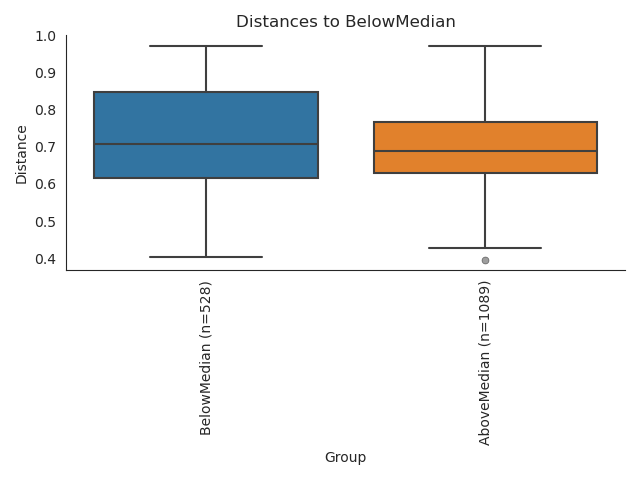 Distances to BelowMedian
1.0
0.9
0.8
0.7
0.6
0.5
0.4
Distance
BelowMedian (n=528)
AboveMedian (n=1089)
Group